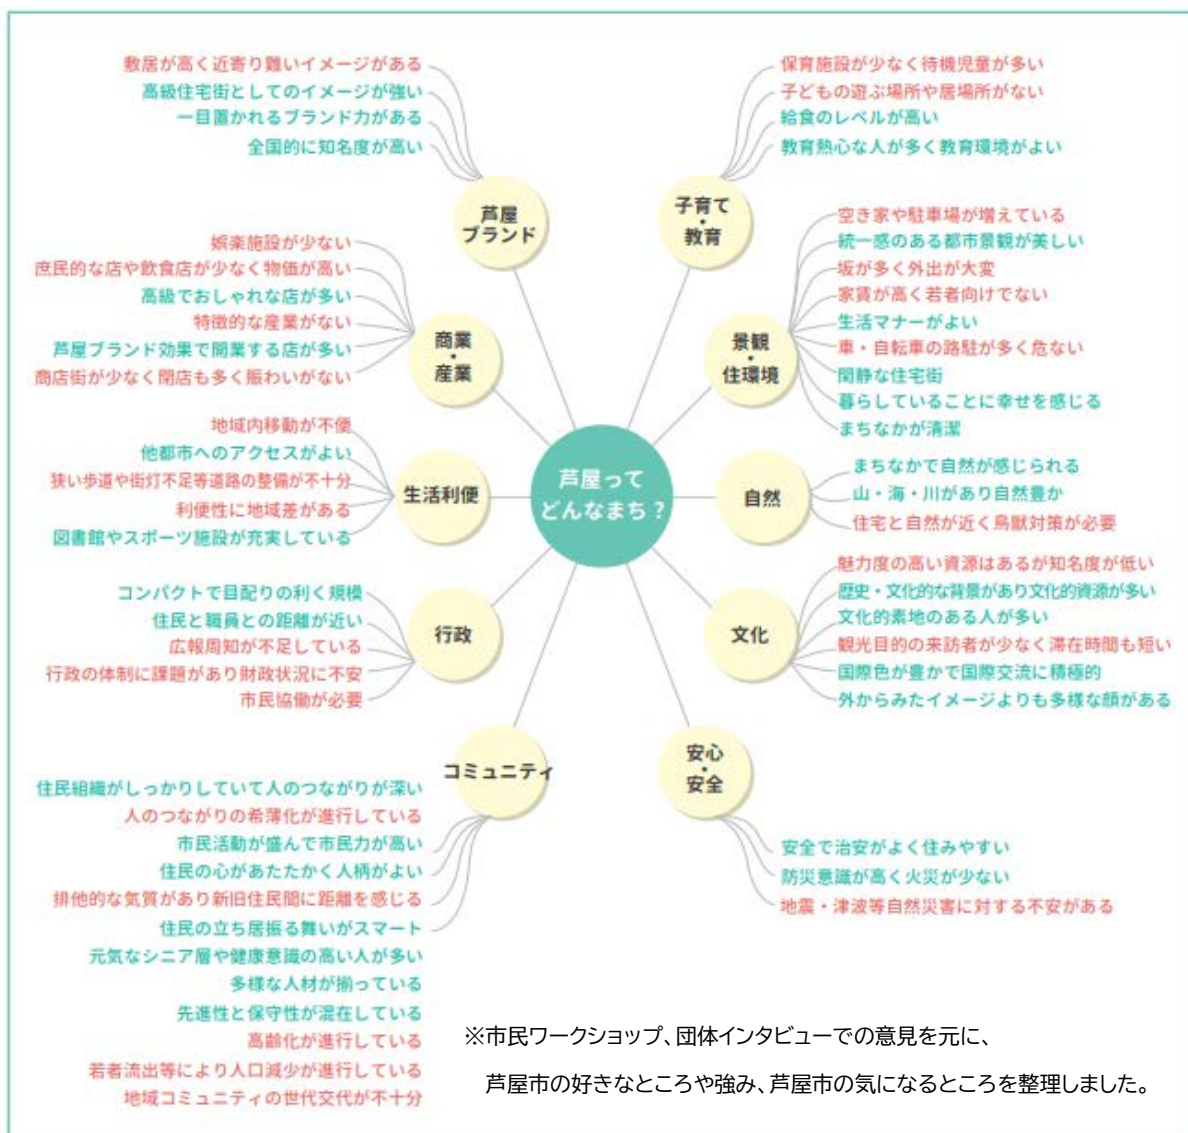 敷居が高く近寄り難いイメージがある
高級住宅街としてのイメージが強い
一目置かれるブランド力がある
全国的に知名度が高い
芦屋
ブランド
保育施設が少なく待機児童が多い
子どもの遊ぶ場所や居場所がない
給食のレベルが高い
教育熱心な人が多く教育環境がよい
子育て
・
教育
娯楽施設が少ない
庶民的な店や飲食店が少なく物価が高い
高級でおしゃれな店が多い
特徴的な産業がない
芦屋ブランド効果で開業する店が多い
商店街が少なく閉店も多く賑わいがない
商業
・
産業
空き家や駐車場が増えている
統一感のある都市景観が美しい
坂が多く外出が大変
家賃が高く若者向けでない
生活マナーがよい
車・自転車の路駐が多く危ない
閑静な住宅街
暮らしていることに幸せを感じる
まちなかが清潔
景観
・
住環境
地域内移動が不便
他都市へのアクセスがよい
狭い歩道や街灯不足等道路の整備が不十分
利便性に地域差がある
図書館やスポーツ施設が充実している
生活利便
芦屋って
どんなまち？
自然
まちなかで自然が感じられる
山・海・川があり自然豊か
住宅と自然が近く鳥獣対策が必要
コンパクトで目配りの利く規模
住民と職員との距離が近い
広報周知が不足している
行政の体制に課題があり財政状況に不安
市民協働が必要
行政
文化
魅力度の高い資源はあるが知名度が低い
歴史・文化的な背景があり文化的資源が多い
文化的素地のある人が多い
観光目的の来訪者が少なく滞在時間も短い
国際色が豊かで国際交流に積極的
外からみたイメージよりも多様な顔がある
コミュニティ
住民組織がしっかりしていて人のつながりが深い
人のつながりの希薄化が進行している
市民活動が盛んで市民力が高い
住民の心があたたかく人柄がよい
排他的な気質があり新旧住民間に距離を感じる
住民の立ち居振る舞いがスマート
元気なシニア層や健康意識の高い人が多い
多様な人材が揃っている
先進性と保守性が混在している
高齢化が進行している
若者流出等により人口減少が進行している
地域コミュニティの世代交代が不十分
安心
・
安全
安全で治安がよく住みやすい
防災意識が高く火災が少ない
地震・津波等自然災害に対する不安がある
※市民ワークショップ、団体インタビューでの意見を元に、
芦屋市の好きなところや強み、芦屋市の気になるところを整理しました。